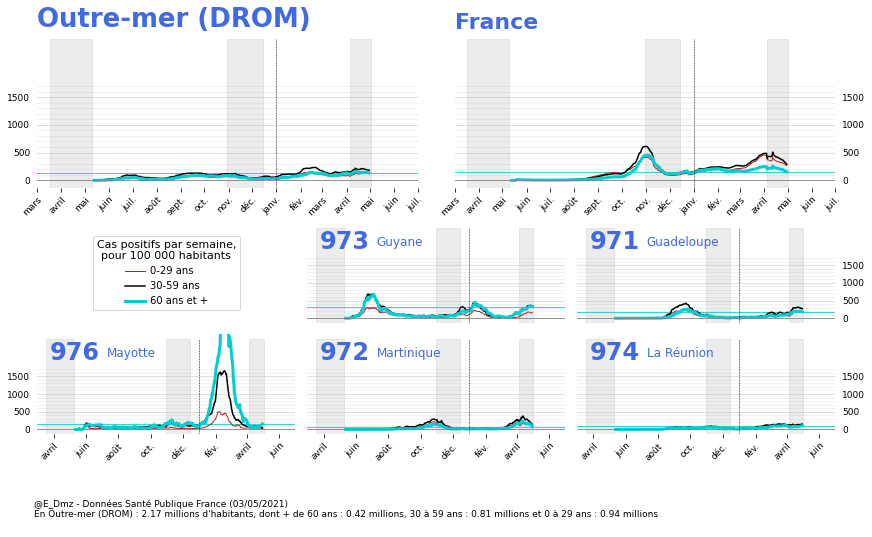 Outre-mer (DROM)
France
1500
1000
500
0
1500
1000
500
0
mars avril mai juin juil. août sept. oct. nov. déc. janv. fév. mars avril mai juin juil.
mars avril mai juin juil. août sept. oct. nov. déc. janv. fév. mars avril mai juin juil.
Cas positifs par semaine,
pour 100 000 habitants
0-29 ans
30-59 ans
60 ans et +
973 Guyane
971 Guadeloupe
1500
1000
500
0
976 Mayotte
972 Martinique
974 La Réunion
1500
1000
500
0
1500
1000
500
0
avril juin août oct. déc. fév. avril juin
avril juin août oct. déc. fév. avril juin
avril juin août oct. déc. fév. avril juin
@E_Dmz - Données Santé Publique France (03/05/2021)
En Outre-mer (DROM) : 2.17 millions d'habitants, dont + de 60 ans : 0.42 millions, 30 à 59 ans : 0.81 millions et 0 à 29 ans : 0.94 millions